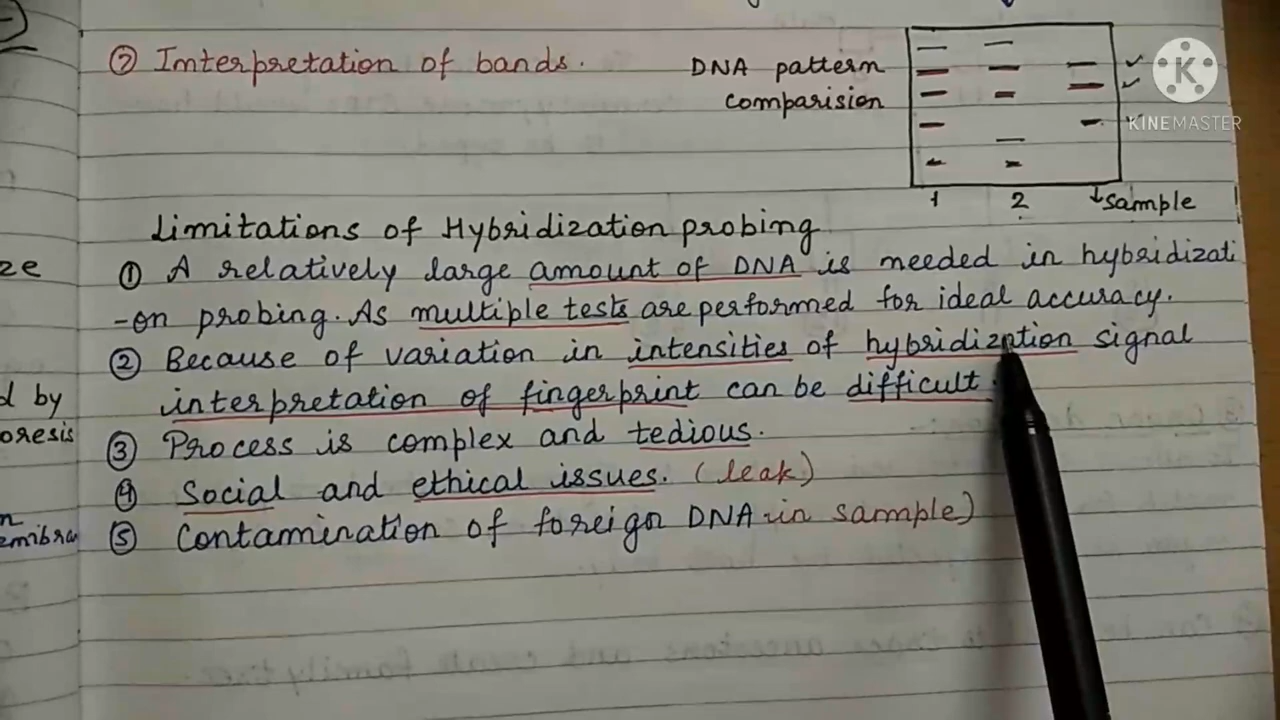 ⑦ Interpretation of bands.
DNA pattern
comparision
K
KINEMASTER
1 2 ↓sample
Limitations of Hybridization probing
ze
① A relatively large amount of DNA is needed in hybridizati
-on probing. As multiple tests are performed for ideal accuracy.
② Because of variation in intensities of hybridization signal
d by
interpretation of fingerprint can be difficult.
oresis
③ Process is complex and tedious.
④ Social and ethical issues. (leak)
n
embra
⑤ Contamination of foreign DNA in sample)